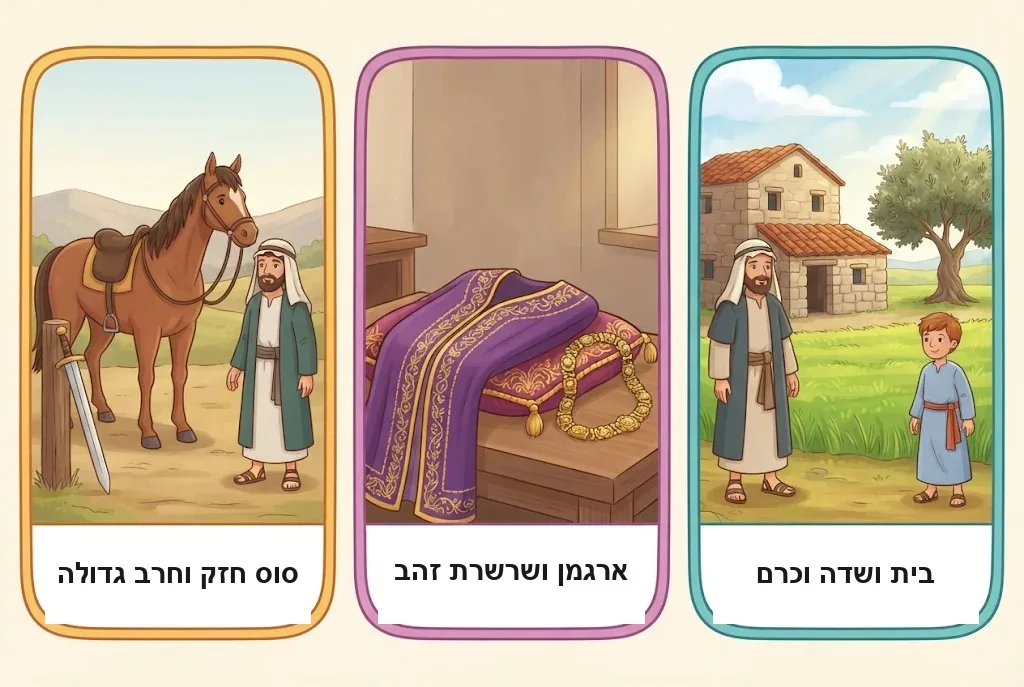 בית ושדה וכרם
ארגמן ושרשרת זהב
סוס חזק וחרב גדולה